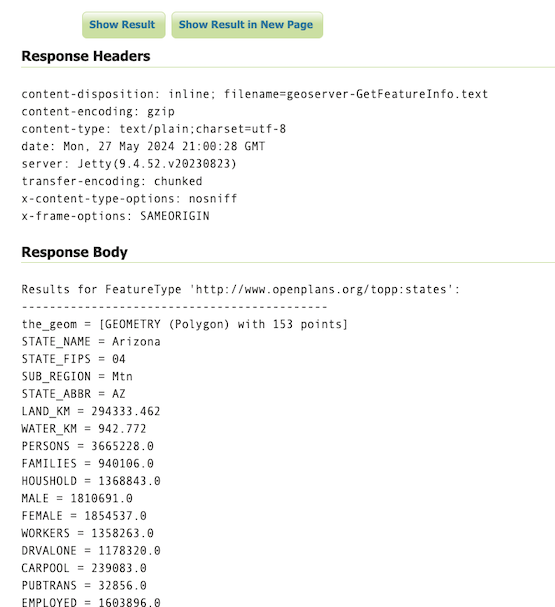 Show Result Show Result in New Page
Response Headers
content-disposition: inline; filename=geoserver-GetFeatureInfo.text
content-encoding: gzip
content-type: text/plain;charset=utf-8
date: Mon, 27 May 2024 21:00:28 GMT
server: Jetty(9.4.52.v20230823)
transfer-encoding: chunked
x-content-type-options: nosniff
x-frame-options: SAMEORIGIN
Response Body
Results for FeatureType 'http://www.openplans.org/topp:states':
--------------------------------------------
the_geom = [GEOMETRY (Polygon) with 153 points]
STATE_NAME = Arizona
STATE_FIPS = 04
SUB_REGION = Mtn
STATE_ABBR = AZ
LAND_KM = 294333.462
WATER_KM = 942.772
PERSONS = 3665228.0
FAMILIES = 940106.0
HOUSHOLD = 1368843.0
MALE = 1810691.0
FEMALE = 1854537.0
WORKERS = 1358263.0
DRVALONE = 1178320.0
CARPOOL = 239083.0
PUBTRANS = 32856.0
EMPLOYED = 1603896.0